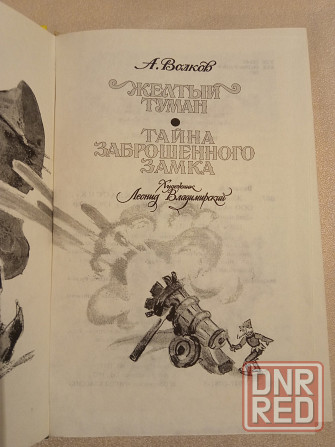 А. Волков
ЖЕЛТЫЙ
ТУМАН
ТАЙНА
ЗАБРОШЕННОГО
ЗАМКА
Художник
Леонид Владимирский
DNR
RED